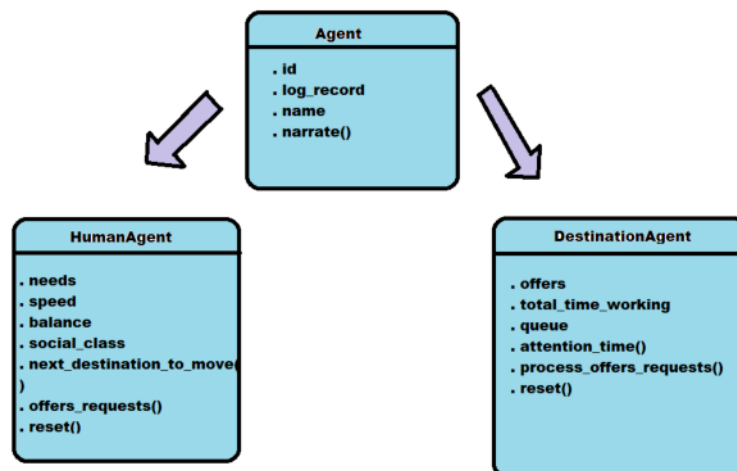 Agent
. id
. log_record
. name
. narrate()
HumanAgent
. needs
. speed
. balance
. social_class
. next_destination_to_move(
)
. offers_requests()
. reset()
DestinationAgent
. offers
. total_time_working
. queue
. attention_time()
. process_offers_requests()
. reset()